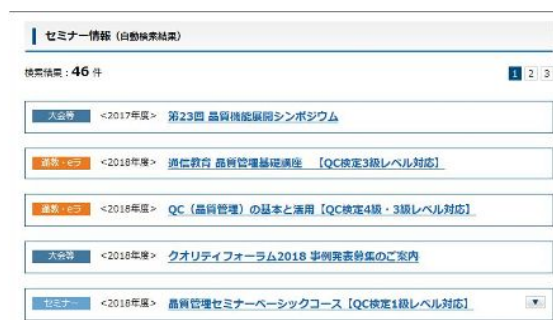 セミナー情報（自動検索結果）
検索結果：46 件
1 2 3
大会等 <2017年度> 第23回 品質機能展開シンポジウム
通教・eラ <2018年度> 通信教育 品質管理基礎講座 【QC検定3級レベル対応】
通教・eラ <2018年度> QC（品質管理）の基本と活用【QC検定4級・3級レベル対応】
大会等 <2018年度> クオリティフォーラム2018 事例発表募集のご案内
セミナー <2018年度> 品質管理セミナーベーシックコース【QC検定1級レベル対応】